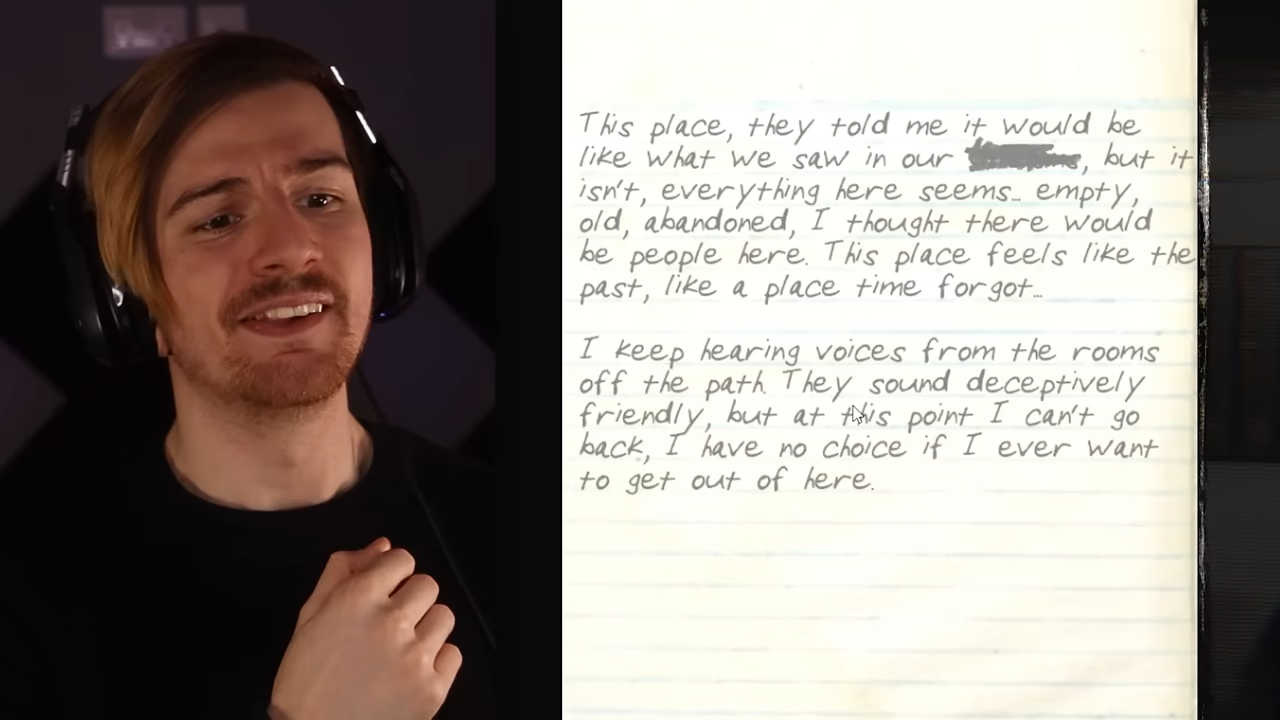 This place, they told me it would be
like what we saw in our , but it
isn't, everything here seems... empty,
old, abandoned, I thought there would
be people here. This place feels like the
past, like a place time forgot...
I keep hearing voices from the rooms
off the path. They sound deceptively
friendly, but at this point I can't go
back, I have no choice if I ever want
to get out of here.